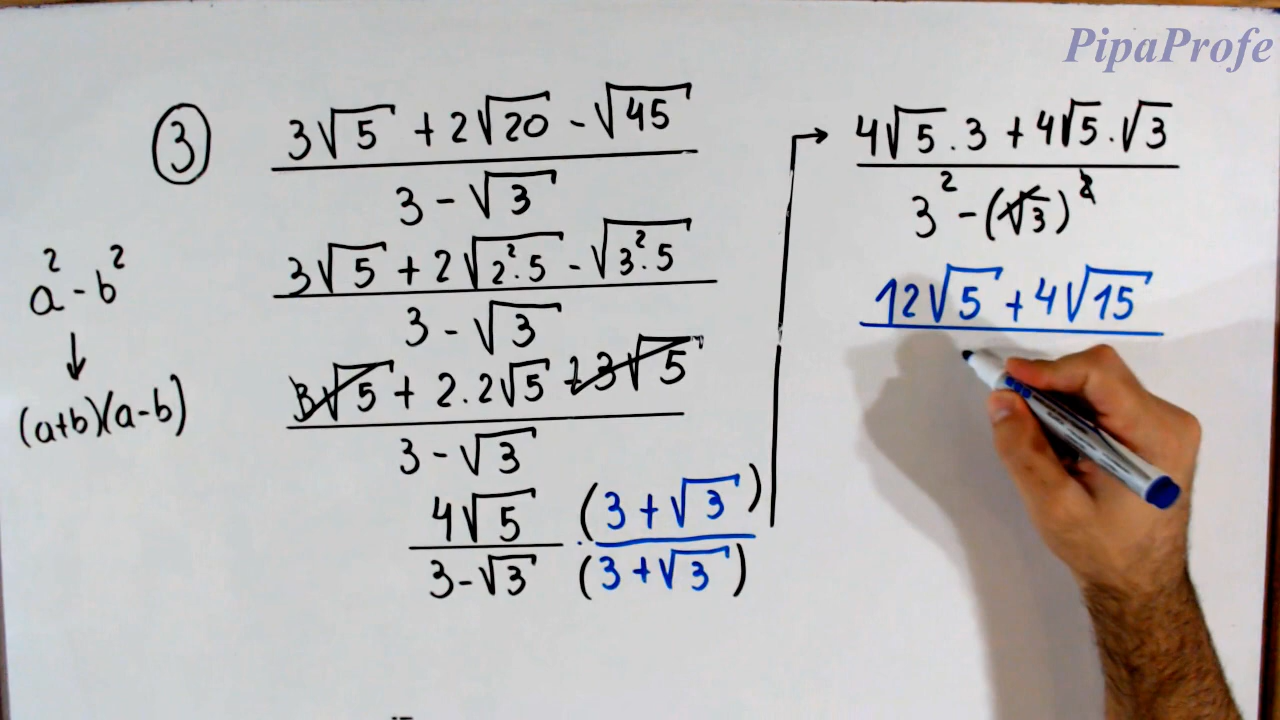 PipaProfe
③
3√5 + 2√20 - √45
3 - √3
3√5 + 2√2²·5 - √3²·5
3 - √3
a² - b²
↓
(a+b)(a-b)
3√5 + 2.2√5 - 3√5
3 - √3
4√5 · (3 + √3)
3-√3 (3 + √3)
→
4√5.3 + 4√5.√3
3² - (√3)²
12√5 + 4√15